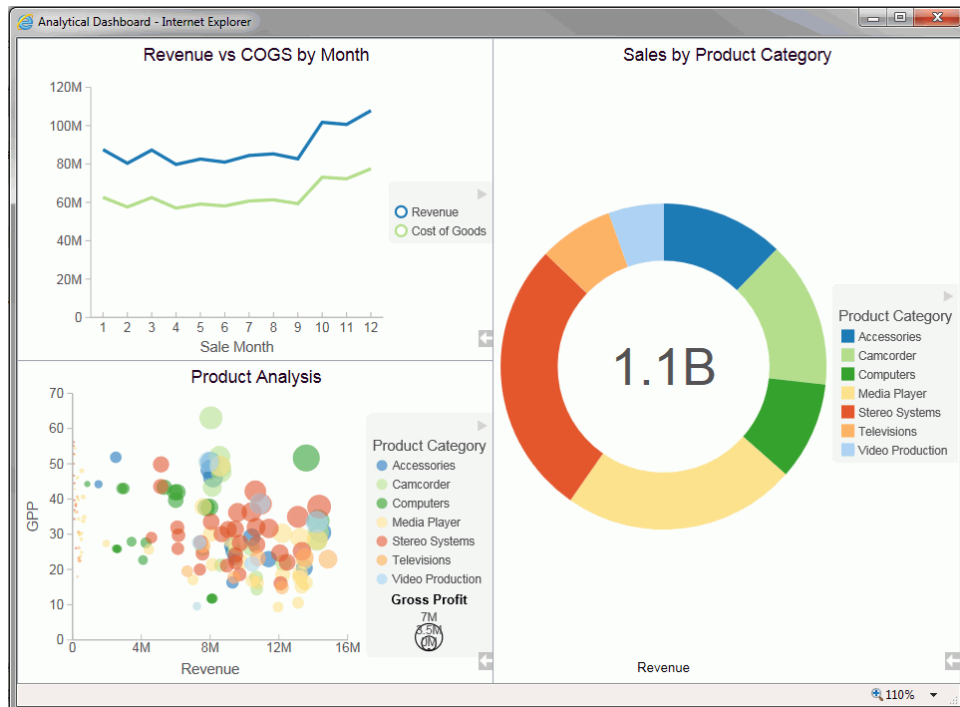 Analytical Dashboard - Internet Explorer
Revenue vs COGS by Month
120M
100M
80M
60M
40M
20M
0
1 2 3 4 5 6 7 8 9 10 11 12
Sale Month
Revenue
Cost of Goods
Product Analysis
70
60
50
40
30
20
10
0
GPP
0 4M 8M 12M 16M
Revenue
Product Category
Accessories
Camcorder
Computers
Media Player
Stereo Systems
Televisions
Video Production
Gross Profit
7M
3.5M
0M
Sales by Product Category
1.1B
Product Category
Accessories
Camcorder
Computers
Media Player
Stereo Systems
Televisions
Video Production
Revenue
110%